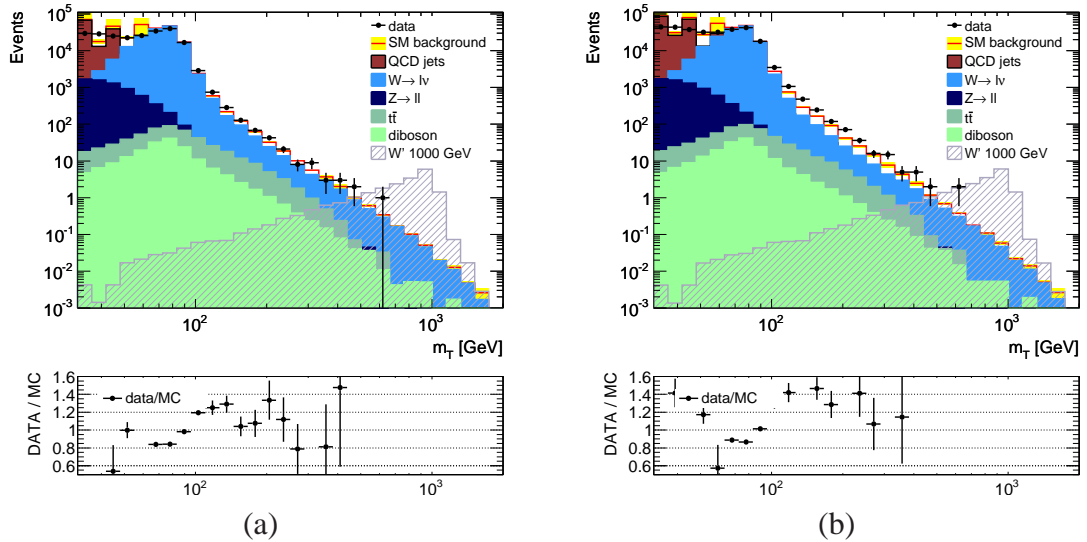 Events
10^5
10^4
10^3
10^2
10
1
10^-1
10^-2
10^-3
data
SM background
QCD jets
W→ lν
Z→ ll
tt̄
diboson
W' 1000 GeV
10^2
10^3
m_T [GeV]
DATA / MC
1.6
1.4
1.2
1
0.8
0.6
data/MC
10^2
10^3
(a)
Events
10^5
10^4
10^3
10^2
10
1
10^-1
10^-2
10^-3
data
SM background
QCD jets
W→ lν
Z→ ll
tt̄
diboson
W' 1000 GeV
10^2
10^3
m_T [GeV]
DATA / MC
1.6
1.4
1.2
1
0.8
0.6
data/MC
10^2
10^3
(b)